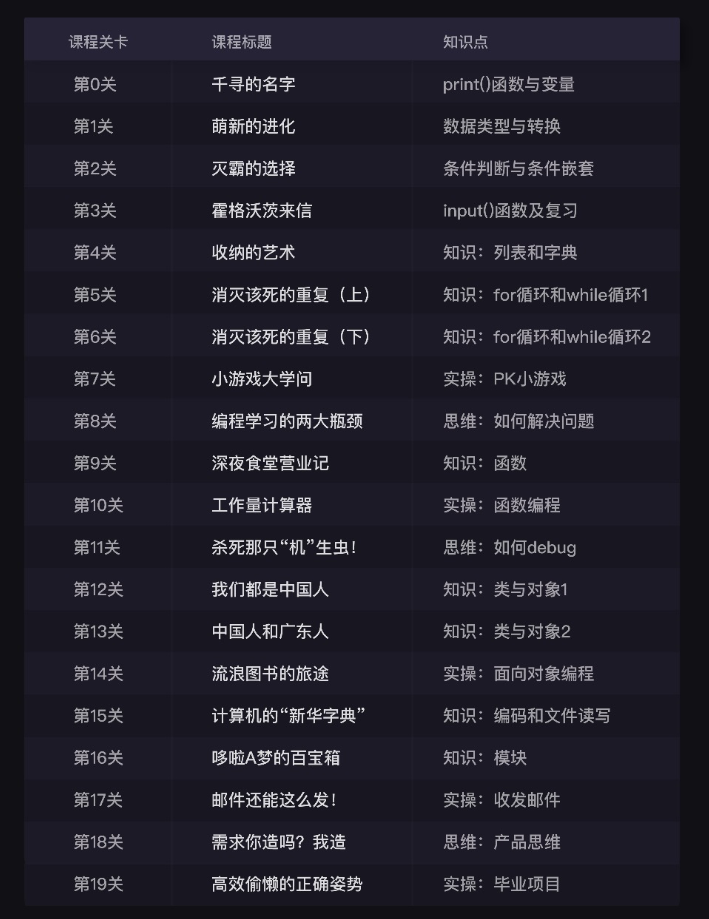 课程关卡 课程标题 知识点
第0关 千寻的名字 print()函数与变量
第1关 萌新的进化 数据类型与转换
第2关 灭霸的选择 条件判断与条件嵌套
第3关 霍格沃茨来信 input()函数及复习
第4关 收纳的艺术 知识：列表和字典
第5关 消灭该死的重复（上） 知识：for循环和while循环1
第6关 消灭该死的重复（下） 知识：for循环和while循环2
第7关 小游戏大学问 实操：PK小游戏
第8关 编程学习的两大瓶颈 思维：如何解决问题
第9关 深夜食堂营业记 知识：函数
第10关 工作量计算器 实操：函数编程
第11关 杀死那只“机”生虫！ 思维：如何debug
第12关 我们都是中国人 知识：类与对象1
第13关 中国人和广东人 知识：类与对象2
第14关 流浪图书的旅途 实操：面向对象编程
第15关 计算机的“新华字典” 知识：编码和文件读写
第16关 哆啦A梦的百宝箱 知识：模块
第17关 邮件还能这么发！ 实操：收发邮件
第18关 需求你造吗？我造 思维：产品思维
第19关 高效偷懒的正确姿势 实操：毕业项目